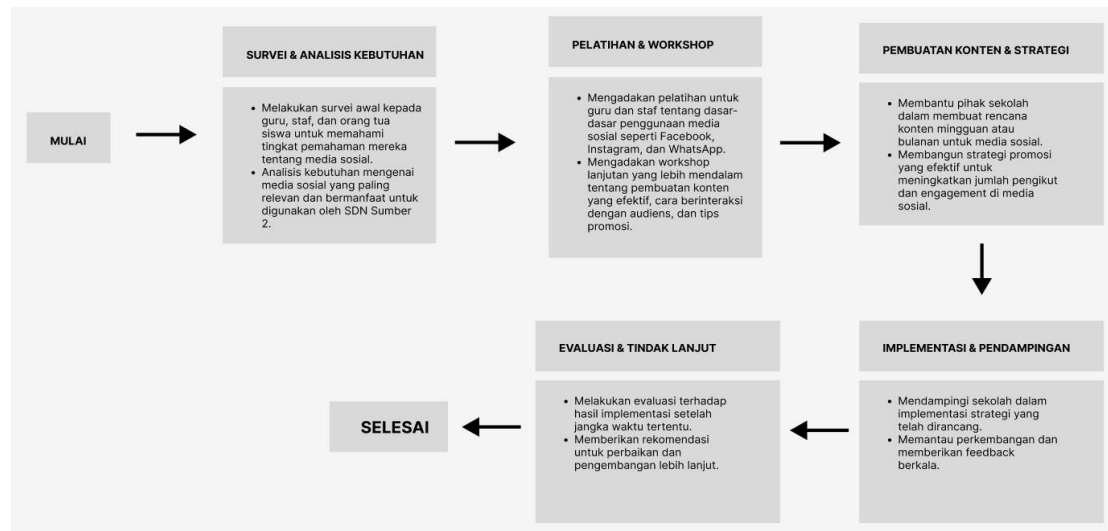 MULAI
SURVEI & ANALISIS KEBUTUHAN
• Melakukan survei awal kepada
guru, staf, dan orang tua
siswa untuk memahami
tingkat pemahaman mereka
tentang media sosial.
• Analisis kebutuhan mengenai
media sosial yang paling
relevan dan bermanfaat untuk
digunakan oleh SDN Sumber
2.
PELATIHAN & WORKSHOP
• Mengadakan pelatihan untuk
guru dan staf tentang dasar-
dasar penggunaan media
sosial seperti Facebook,
Instagram, dan WhatsApp.
• Mengadakan workshop
lanjutan yang lebih mendalam
tentang pembuatan konten
yang efektif, cara berinteraksi
dengan audiens, dan tips
promosi.
PEMBUATAN KONTEN & STRATEGI
• Membantu pihak sekolah
dalam membuat rencana
konten mingguan atau
bulanan untuk media sosial.
• Membangun strategi promosi
yang efektif untuk
meningkatkan jumlah pengikut
dan engagement di media
sosial.
IMPLEMENTASI & PENDAMPINGAN
• Mendampingi sekolah dalam
implementasi strategi yang
telah dirancang.
• Memantau perkembangan dan
memberikan feedback
berkala.
EVALUASI & TINDAK LANJUT
• Melakukan evaluasi terhadap
hasil implementasi setelah
jangka waktu tertentu.
• Memberikan rekomendasi
untuk perbaikan dan
pengembangan lebih lanjut.
SELESAI